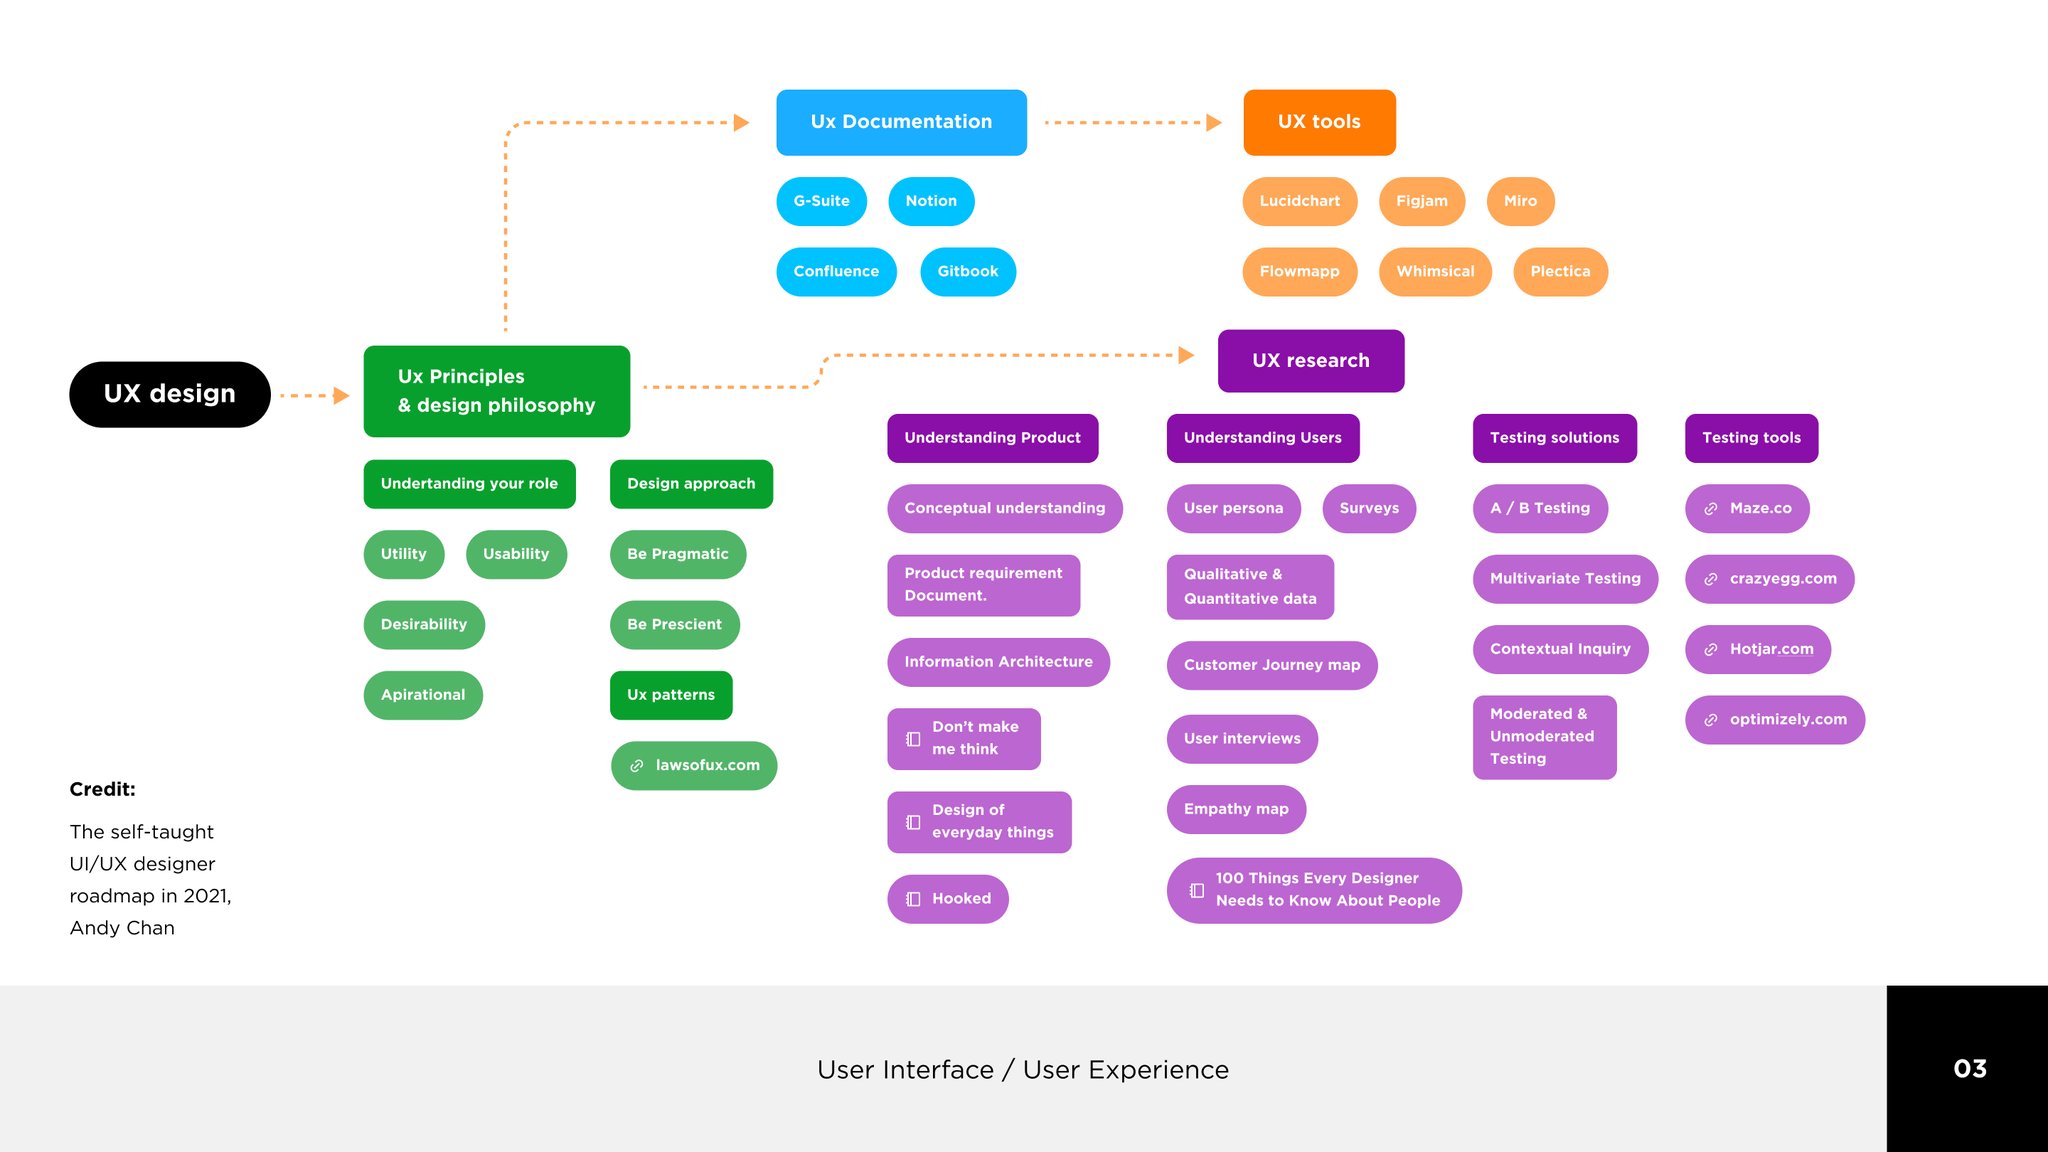 Ux Documentation
UX tools
G-Suite
Notion
Lucidchart
Figjam
Miro
Confluence
Gitbook
Flowmapp
Whimsical
Plectica
UX design
Ux Principles
& design philosophy
UX research
Undertanding your role
Design approach
Utility
Usability
Be Pragmatic
Desirability
Be Prescient
Apirational
Ux patterns
lawsofux.com
Understanding Product
Conceptual understanding
Product requirement
Document.
Information Architecture
Don't make
me think
Design of
everyday things
Hooked
Understanding Users
User persona
Surveys
Qualitative &
Quantitative data
Customer Journey map
User interviews
Empathy map
100 Things Every Designer
Needs to Know About People
Testing solutions
A / B Testing
Multivariate Testing
Contextual Inquiry
Moderated &
Unmoderated
Testing
Testing tools
Maze.co
crazyegg.com
Hotjar.com
optimizely.com
Credit:
The self-taught
UI/UX designer
roadmap in 2021,
Andy Chan
User Interface / User Experience
03